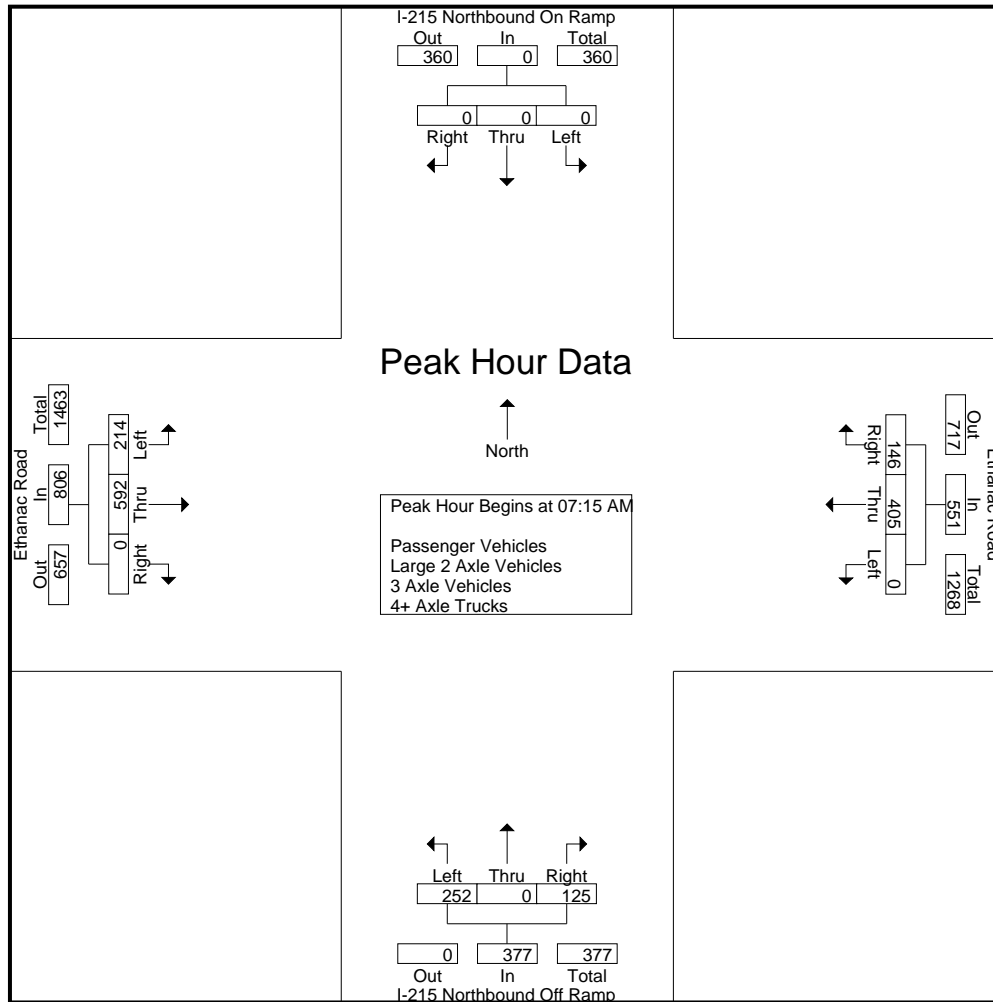 I-215 Northbound On Ramp
Out In Total
360 0 360
0 0 0
Right Thru Left
Peak Hour Data
North
Peak Hour Begins at 07:15 AM
Passenger Vehicles
Large 2 Axle Vehicles
3 Axle Vehicles
4+ Axle Trucks
Ethanac Road
Out In Total
657 806 1463
Right Thru Left
0 592 214
Ethanac Road
Out In Total
717 551 1268
Right Thru Left
146 405 0
Left Thru Right
252 0 125
0 377 377
Out In Total
I-215 Northbound Off Ramp